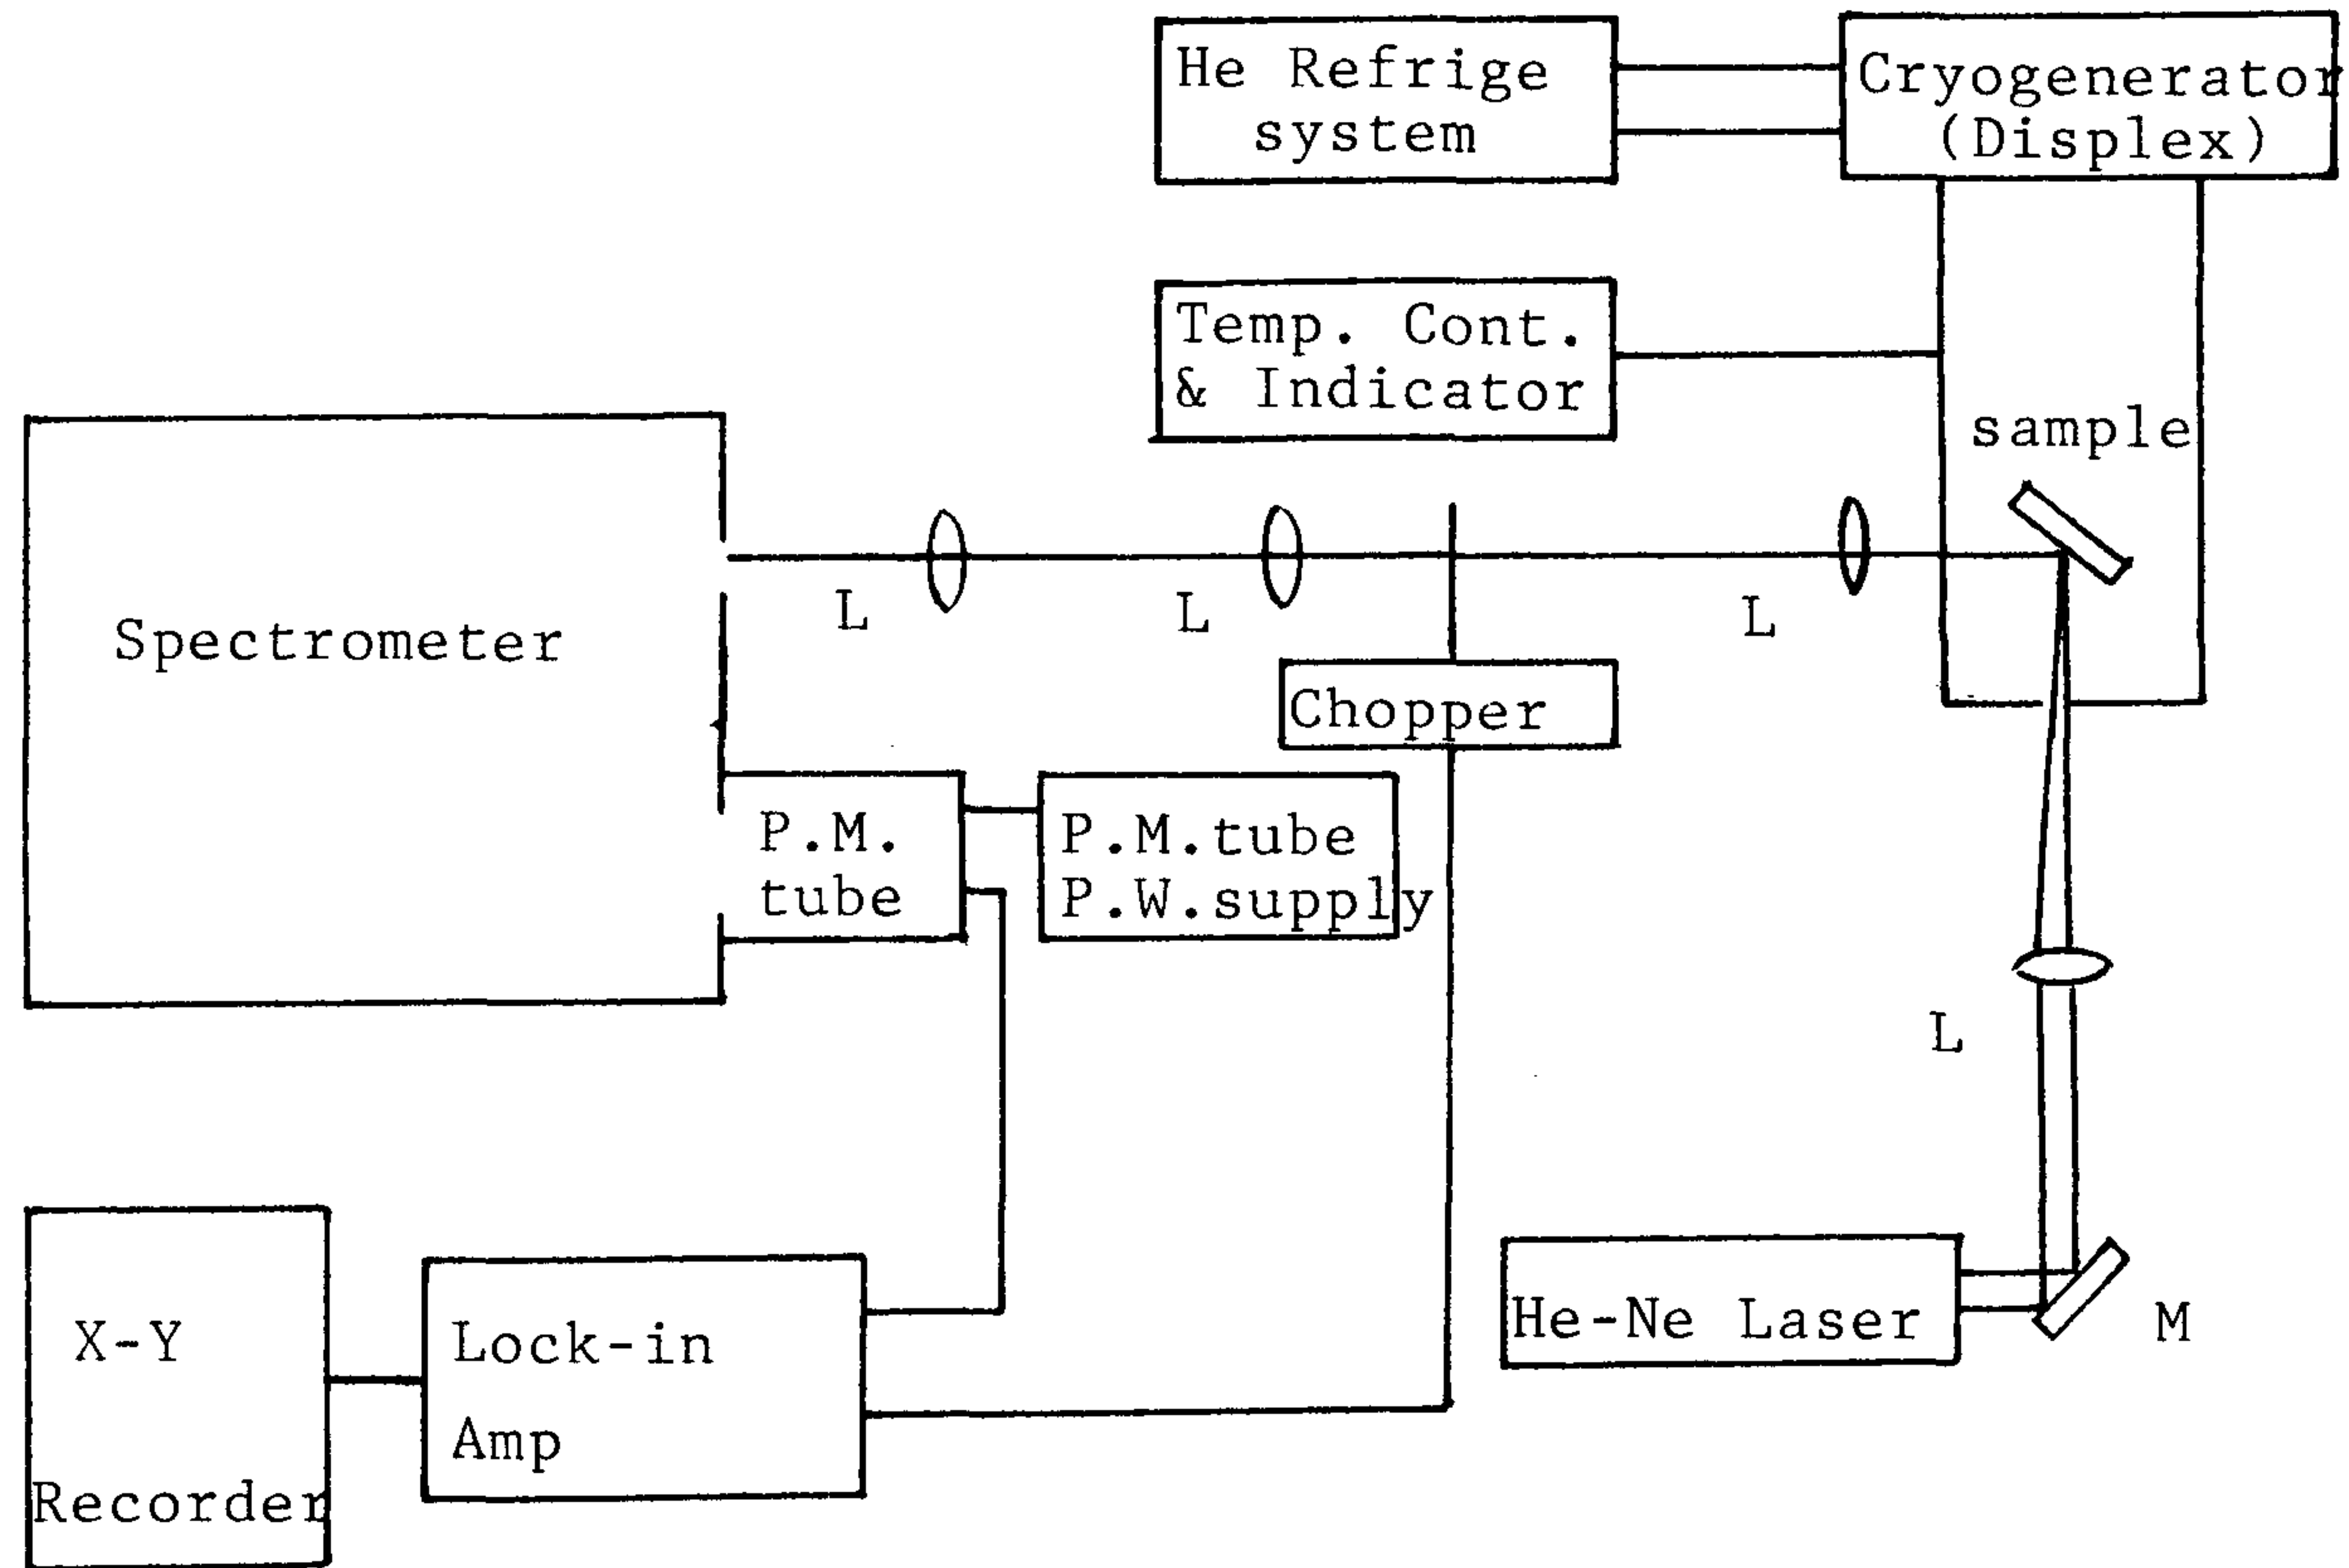 He Refrige
system
Cryogenerator
(Displex)
Temp. Cont.
& Indicator
sample
L
L
L
Spectrometer
Chopper
P.M.
tube
P.M.tube
P.W.supply
L
X-Y
Recorder
Lock-in
Amp
He-Ne Laser
M